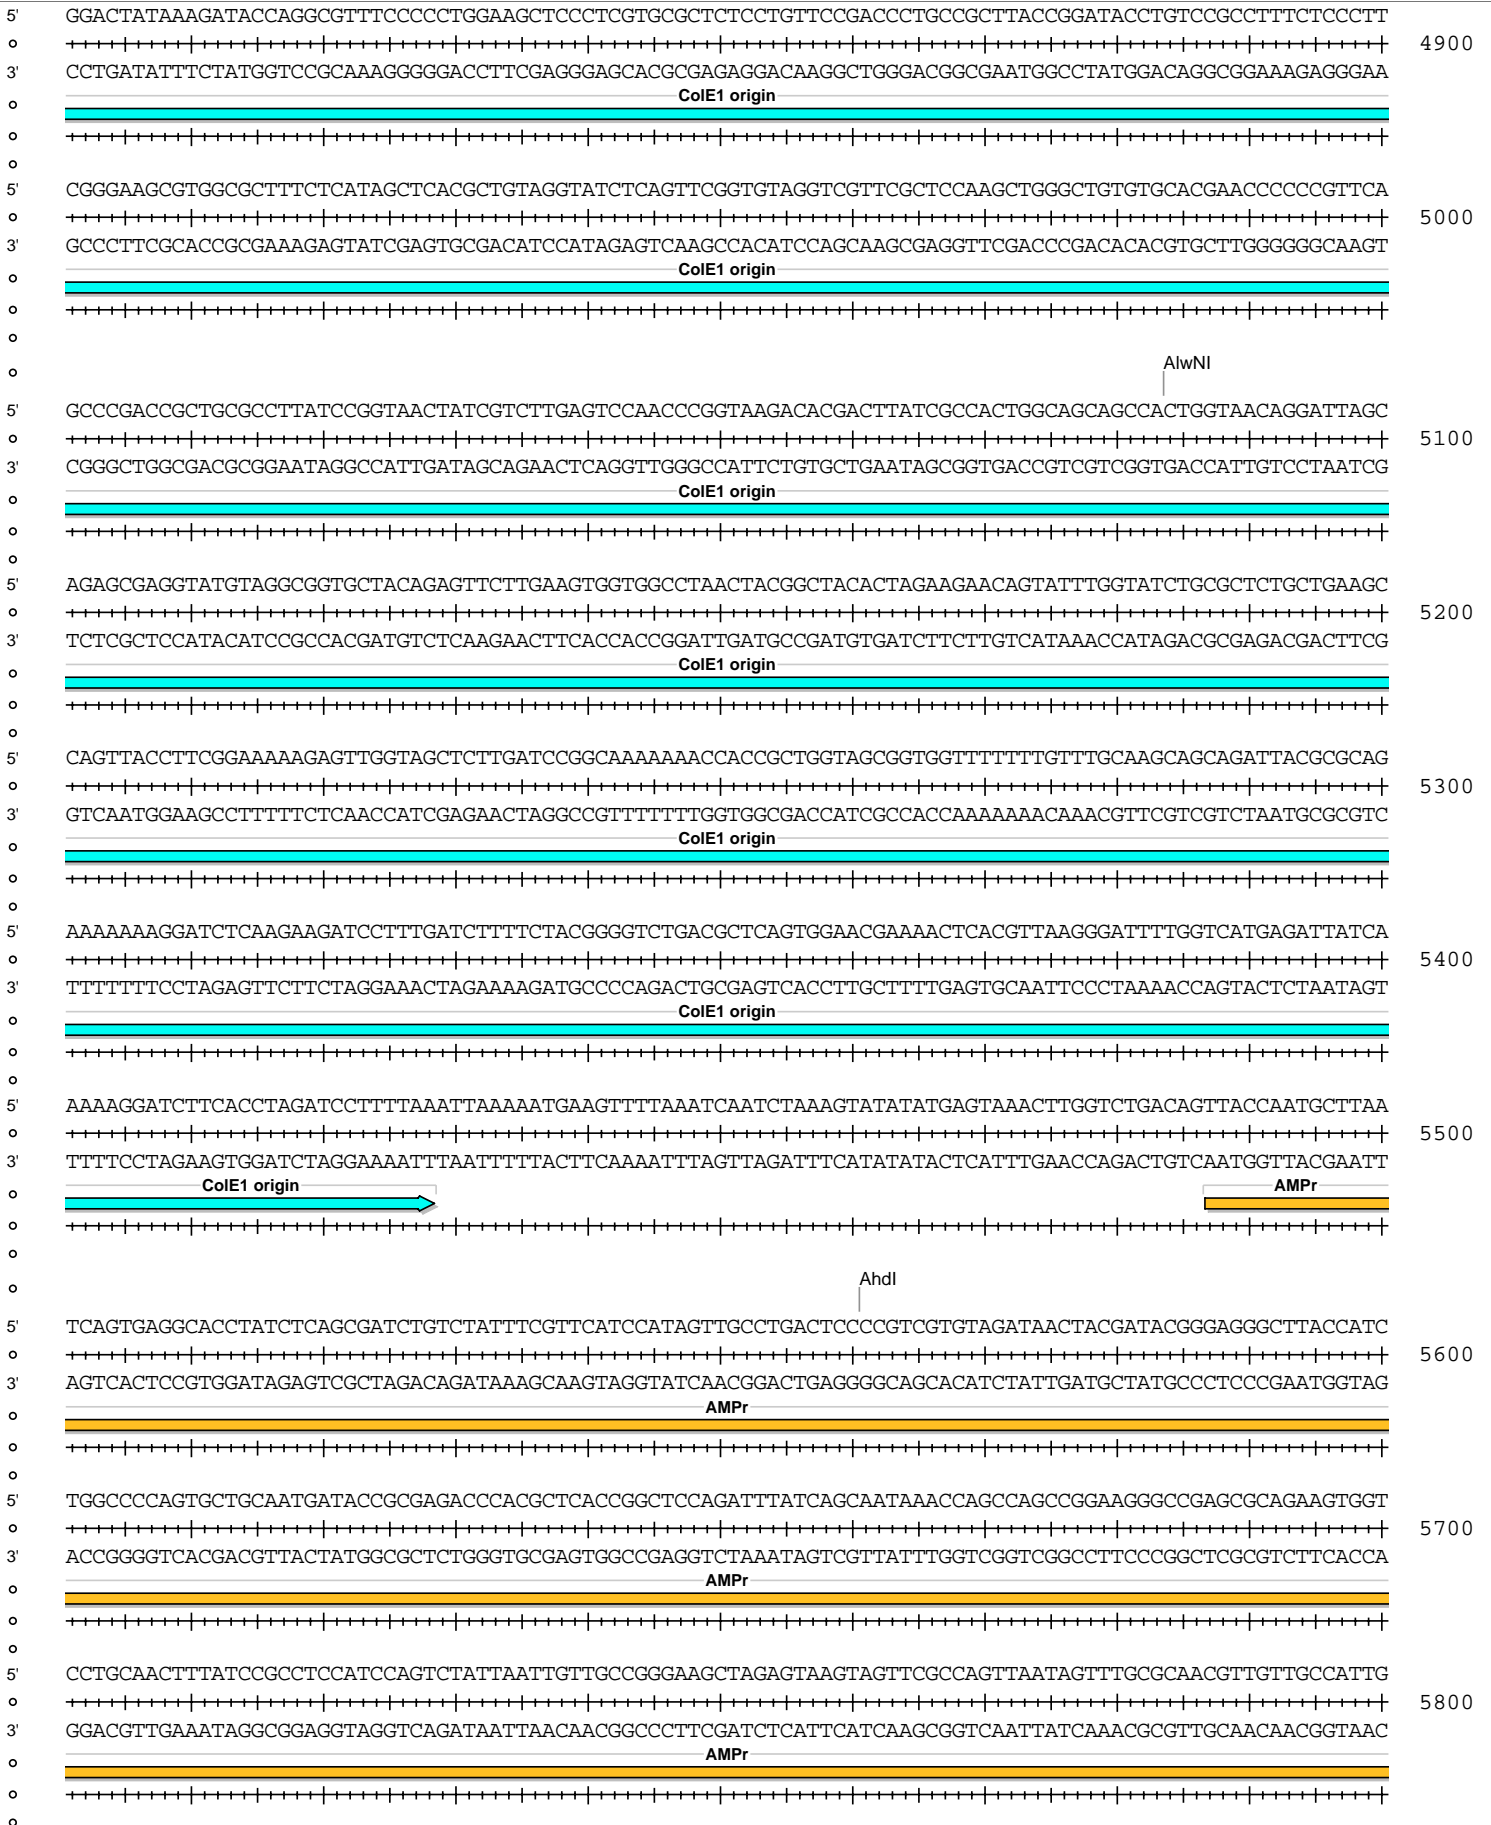 5' GGACTATAAAGATACCAGGCGTTTCCCCCTGGAAGCTCCCTCGTGCGCTCTCCTGTTCCGACCCTGCCGCTTACCGGATACCTGTCCGCCTTTCTCCCTT
4900
3' CCTGATATTTCTATGGTCCGCAAAGGGGGACCTTCGAGGGAGCACGCGAGAGGACAAGGCTGGGACGGCGAATGGCCTATGGACAGGCGGAAAGAGGGAA
ColE1 origin
5' CGGGAAGCGTGGCGCTTTCTCATAGCTCACGCTGTAGGTATCTCAGTTCGGTGTAGGTCGTTCGCTCCAAGCTGGGCTGTGTGCACGAACCCCCCGTTCA
5000
3' GCCCTTCGCACCGCGAAAGAGTATCGAGTGCGACATCCATAGAGTCAAGCCACATCCAGCAAGCGAGGTTCGACCCGACACACGTGCTTGGGGGGCAAGT
ColE1 origin
AlwNI
5' GCCCGACCGCTGCGCCTTATCCGGTAACTATCGTCTTGAGTCCAACCCGGTAAGACACGACTTATCGCCACTGGCAGCAGCCACTGGTAACAGGATTAGC
5100
3' CGGGCTGGCGACGCGGAATAGGCCATTGATAGCAGAACTCAGGTTGGGCCATTCTGTGCTGAATAGCGGTGACCGTCGTCGGTGACCATTGTCCTAATCG
ColE1 origin
5' AGAGCGAGGTATGTAGGCGGTGCTACAGAGTTCTTGAAGTGGTGGCCTAACTACGGCTACACTAGAAGAACAGTATTTGGTATCTGCGCTCTGCTGAAGC
5200
3' TCTCGCTCCATACATCCGCCACGATGTCTCAAGAACTTCACCACCGGATTGATGCCGATGTGATCTTCTTGTCATAAACCATAGACGCGAGACGACTTCG
ColE1 origin
5' CAGTTACCTTCGGAAAAAGAGTTGGTAGCTCTTGATCCGGCAAAAAAACCACCGCTGGTAGCGGTGGTTTTTTTGTTTGCAAGCAGCAGATTACGCGCAG
5300
3' GTCAATGGAAGCCTTTTTCTCAACCATCGAGAACTAGGCCGTTTTTTTGGTGGCGACCATCGCCACCAAAAAAACAAACGTTCGTCGTCTAATGCGCGTC
ColE1 origin
5' AAAAAAAGGATCTCAAGAAGATCCTTTGATCTTTTCTACGGGGTCTGACGCTCAGTGGAACGAAAACTCACGTTAAGGGATTTTGGTCATGAGATTATCA
5400
3' TTTTTTTCCTAGAGTTCTTCTAGGAAACTAGAAAAGATGCCCCAGACTGCGAGTCACCTTGCTTTTGAGTGCAATTCCCTAAAACCAGTACTCTAATAGT
ColE1 origin
5' AAAAGGATCTTCACCTAGATCCTTTTAAATTAAAAATGAAGTTTTAAATCAATCTAAAGTATATATGAGTAAACTTGGTCTGACAGTTACCAATGCTTAA
5500
3' TTTTCCTAGAAGTGGATCTAGGAAAATTTAATTTTTACTTCAAAATTTAGTTAGATTTCATATATACTCATTTGAACCAGACTGTCAATGGTTACGAATT
ColE1 origin AMPr
AhdI
5' TCAGTGAGGCACCTATCTCAGCGATCTGTCTATTTCGTTCATCCATAGTTGCCTGACTCCCCGTCGTGTAGATAACTACGATACGGGAGGGCTTACCATC
5600
3' AGTCACTCCGTGGATAGAGTCGCTAGACAGATAAAGCAAGTAGGTATCAACGGACTGAGGGGCAGCACATCTATTGATGCTATGCCCTCCCGAATGGTAG
AMPr
5' TGGCCCCAGTGCTGCAATGATACCGCGAGACCCACGCTCACCGGCTCCAGATTTATCAGCAATAAACCAGCCAGCCGGAAGGGCCGAGCGCAGAAGTGGT
5700
3' ACCGGGGTCACGACGTTACTATGGCGCTCTGGGTGCGAGTGGCCGAGGTCTAAATAGTCGTTATTTGGTCGGTCGGCCTTCCCGGCTCGCGTCTTCACCA
AMPr
5' CCTGCAACTTTATCCGCCTCCATCCAGTCTATTAATTGTTGCCGGGAAGCTAGAGTAAGTAGTTCGCCAGTTAATAGTTTGCGCAACGTTGTTGCCATTG
5800
3' GGACGTTGAAATAGGCGGAGGTAGGTCAGATAATTAACAACGGCCCTTCGATCTCATTCATCAAGCGGTCAATTATCAAACGCGTTGCAACAACGGTAAC
AMPr